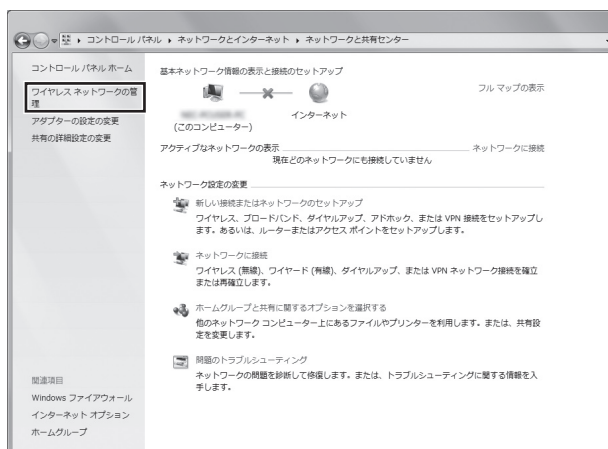 コントロール パネル ▸ ネットワークとインターネット ▸ ネットワークと共有センター
コントロール パネル ホーム
ワイヤレス ネットワークの管
理
アダプターの設定の変更
共有の詳細設定の変更
基本ネットワーク情報の表示と接続のセットアップ
フル マップの表示
(このコンピューター)
インターネット
アクティブなネットワークの表示
ネットワークに接続
現在どのネットワークにも接続していません
ネットワーク設定の変更
新しい接続またはネットワークのセットアップ
ワイヤレス、ブロードバンド、ダイヤルアップ、アドホック、または VPN 接続をセットアップし
ます。あるいは、ルーターまたはアクセス ポイントをセットアップします。
ネットワークに接続
ワイヤレス (無線)、ワイヤード (有線)、ダイヤルアップ、または VPN ネットワーク接続を確立
または再確立します。
ホームグループと共有に関するオプションを選択する
他のネットワーク コンピューター上にあるファイルやプリンターを利用します。または、共有設
定を変更します。
問題のトラブルシューティング
ネットワークの問題を診断して修復します。または、トラブルシューティングに関する情報を入
手します。
関連項目
Windows ファイアウォール
インターネット オプション
ホームグループ